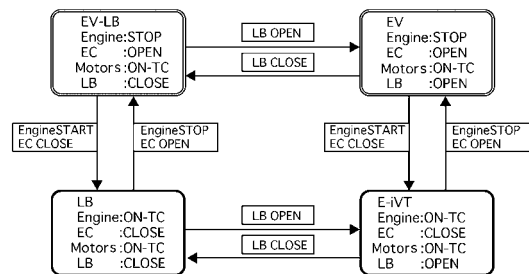 EV-LB
Engine:STOP
EC :OPEN
Motors:ON-TC
LB :CLOSE
LB OPEN
LB CLOSE
EV
Engine:STOP
EC :OPEN
Motors:ON-TC
LB :OPEN
EngineSTART
EC CLOSE
EngineSTOP
EC OPEN
EngineSTART
EC CLOSE
EngineSTOP
EC OPEN
LB
Engine:ON-TC
EC :CLOSE
Motors:ON-TC
LB :CLOSE
LB OPEN
LB CLOSE
E-iVT
Engine:ON-TC
EC :CLOSE
Motors:ON-TC
LB :OPEN